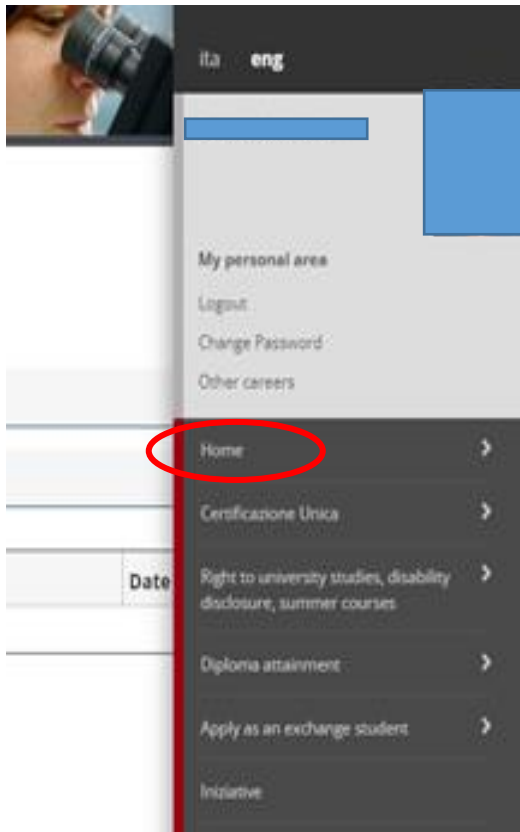 ita eng
My personal area
Logout
Change Password
Other careers
Home
Certificazione Unica
Date
Right to university studies, disability
disclosure, summer courses
Diploma attainment
Apply as an exchange student
Iniziative